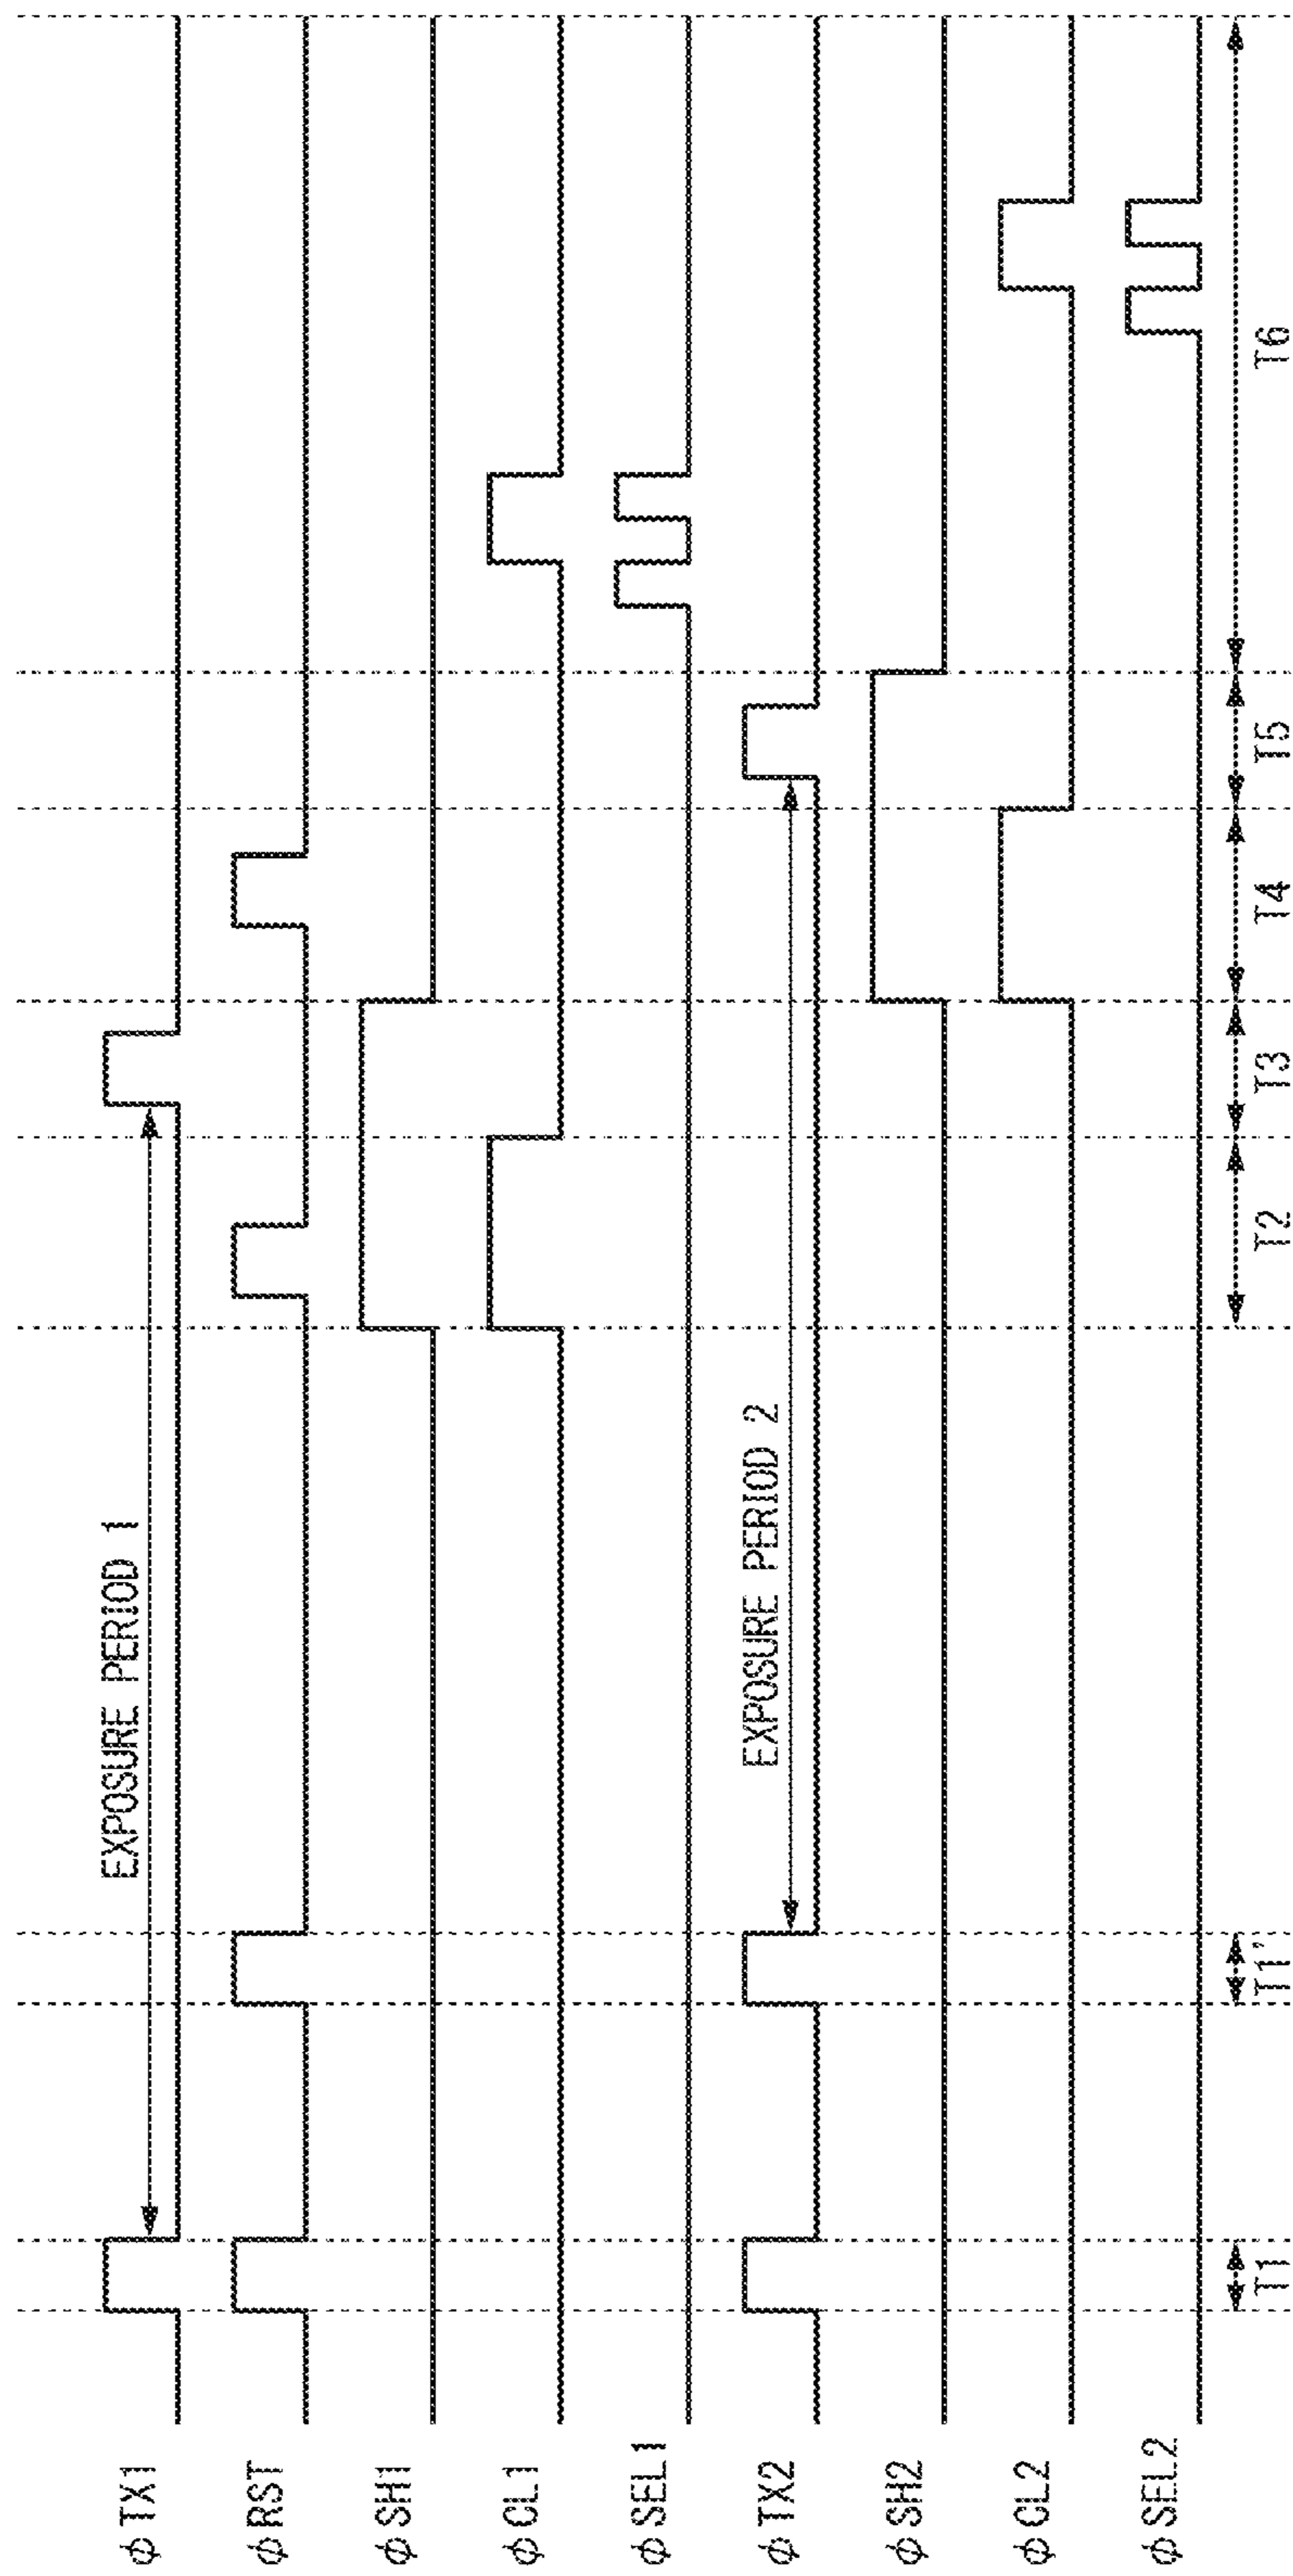 φTX1
EXPOSURE PERIOD 1
φRST
φSH1
φCL1
φSEL1
φTX2
EXPOSURE PERIOD 2
φSH2
φCL2
φSEL2
T1 T1' T2 T3 T4 T5 T6